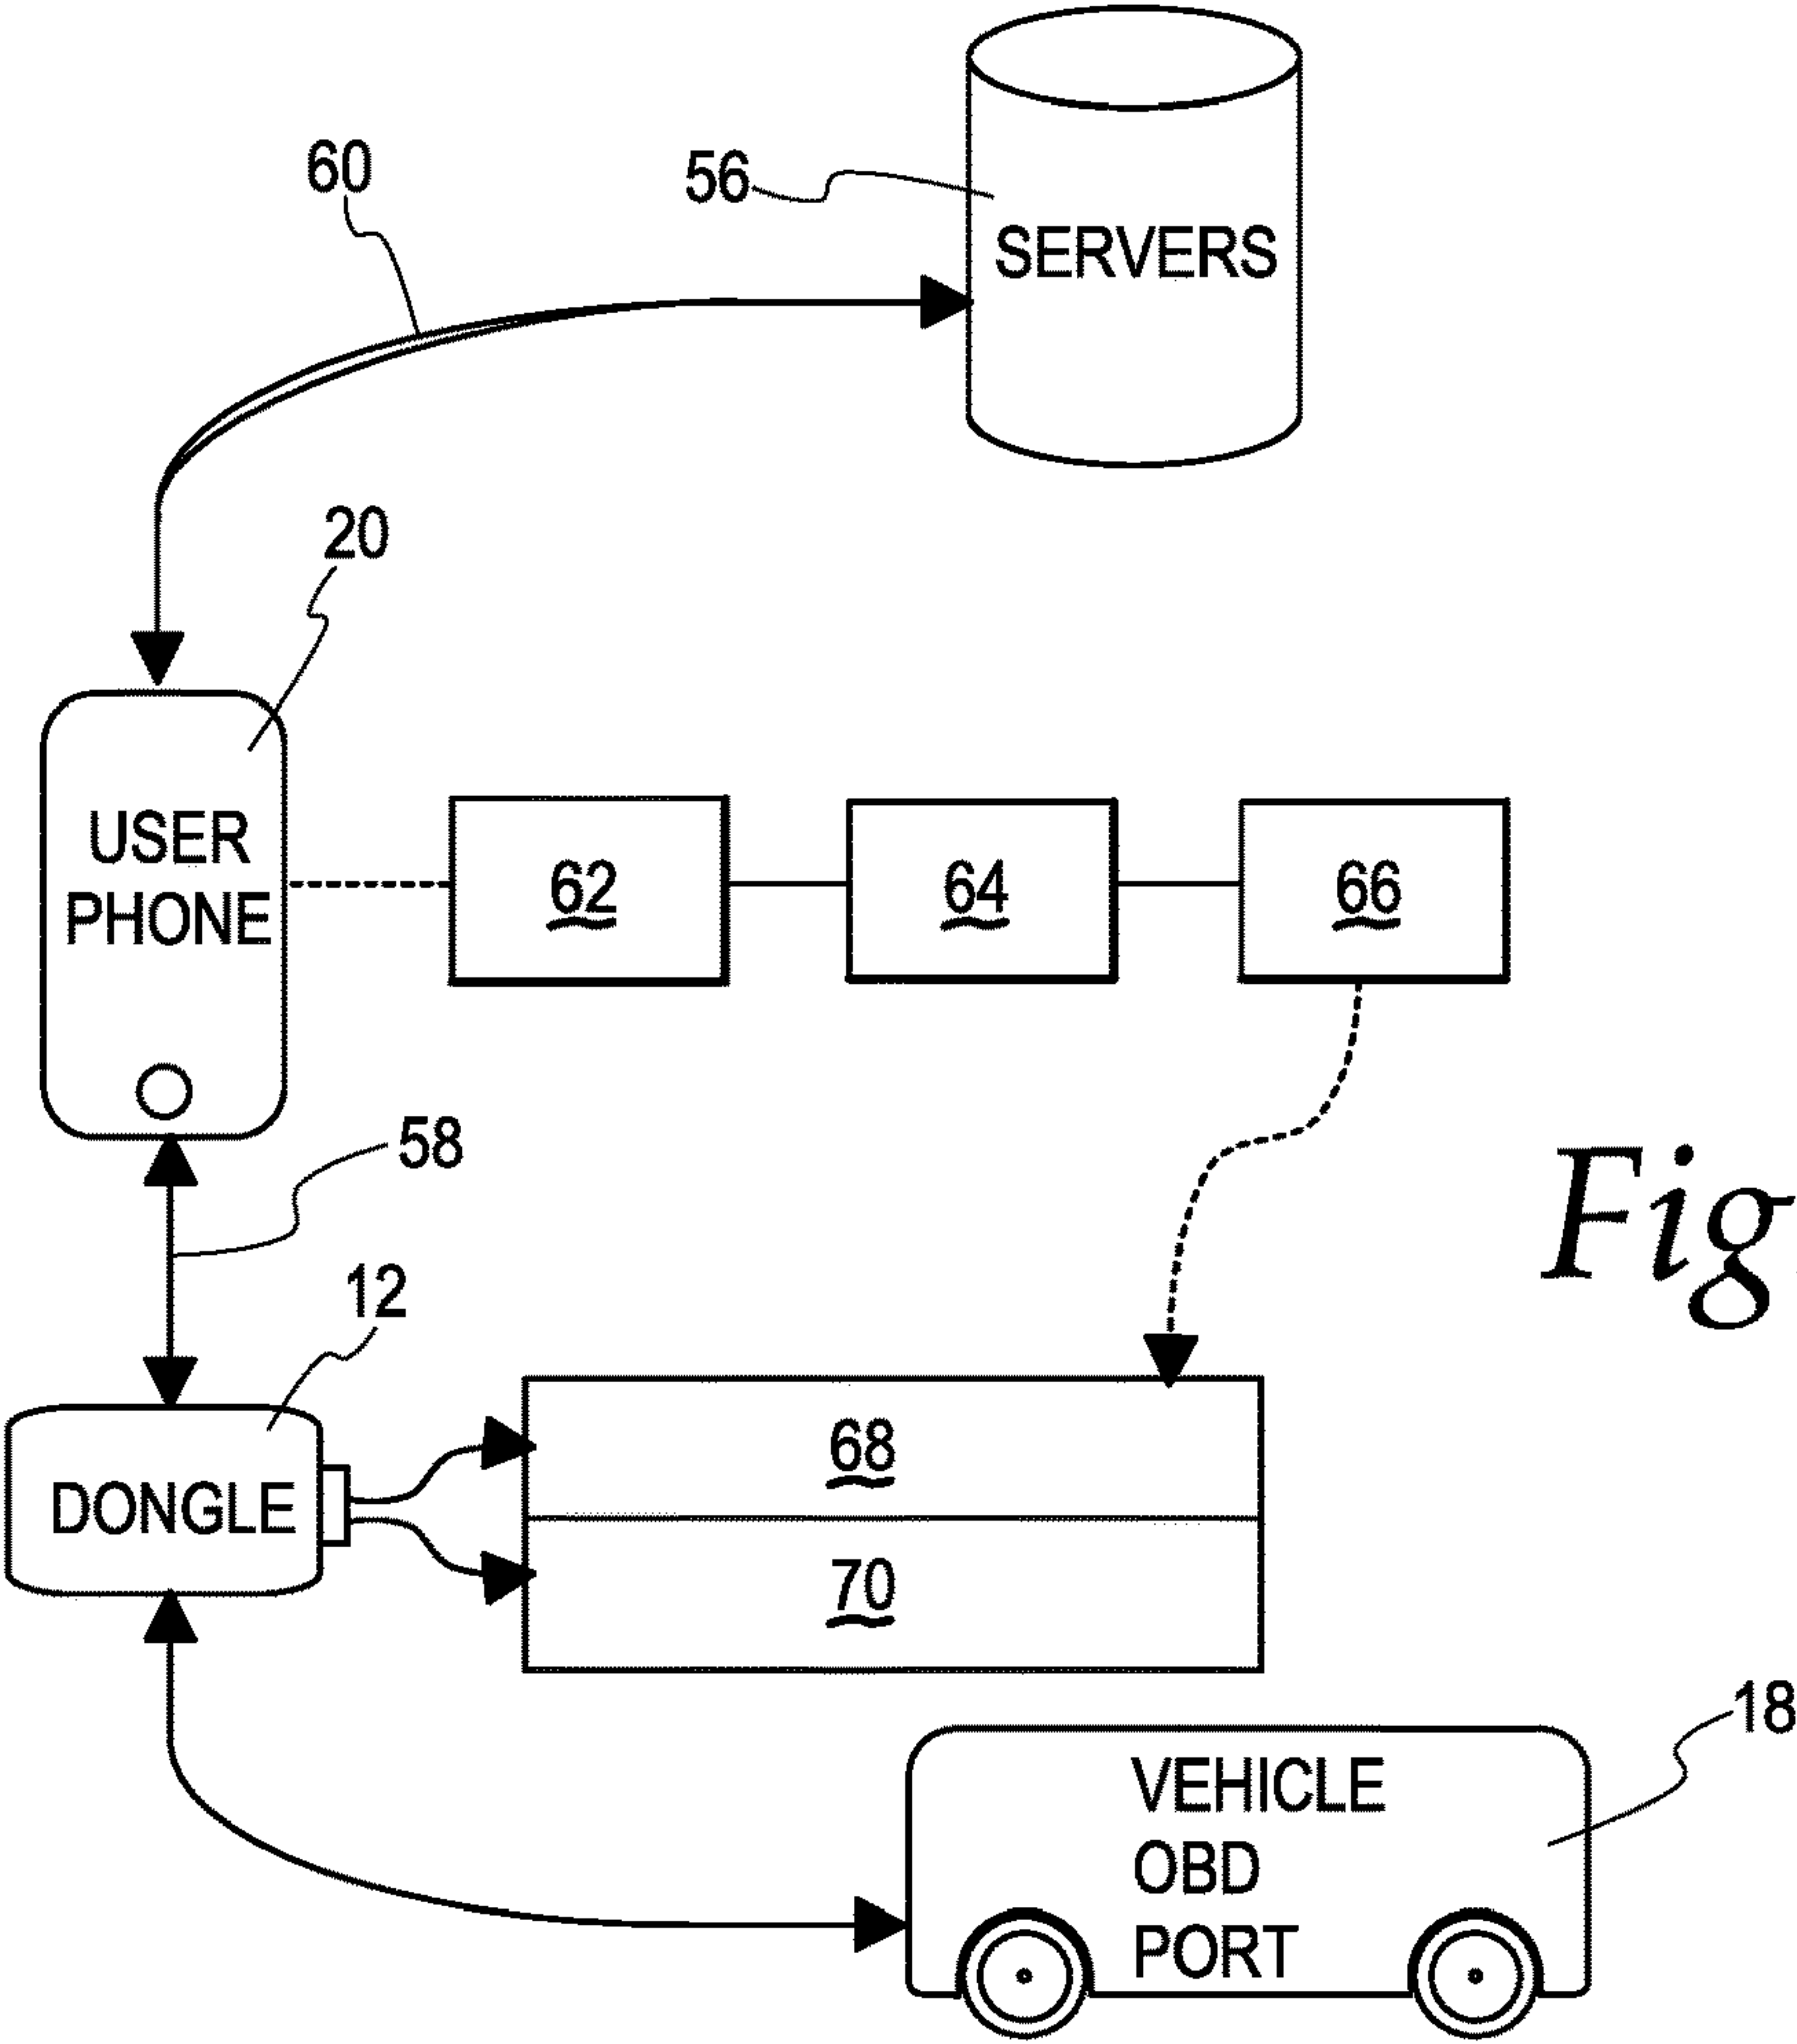 60
56
SERVERS
20
USER
PHONE
62
64
66
58
Fig
12
68
DONGLE
70
18
VEHICLE
OBD
PORT